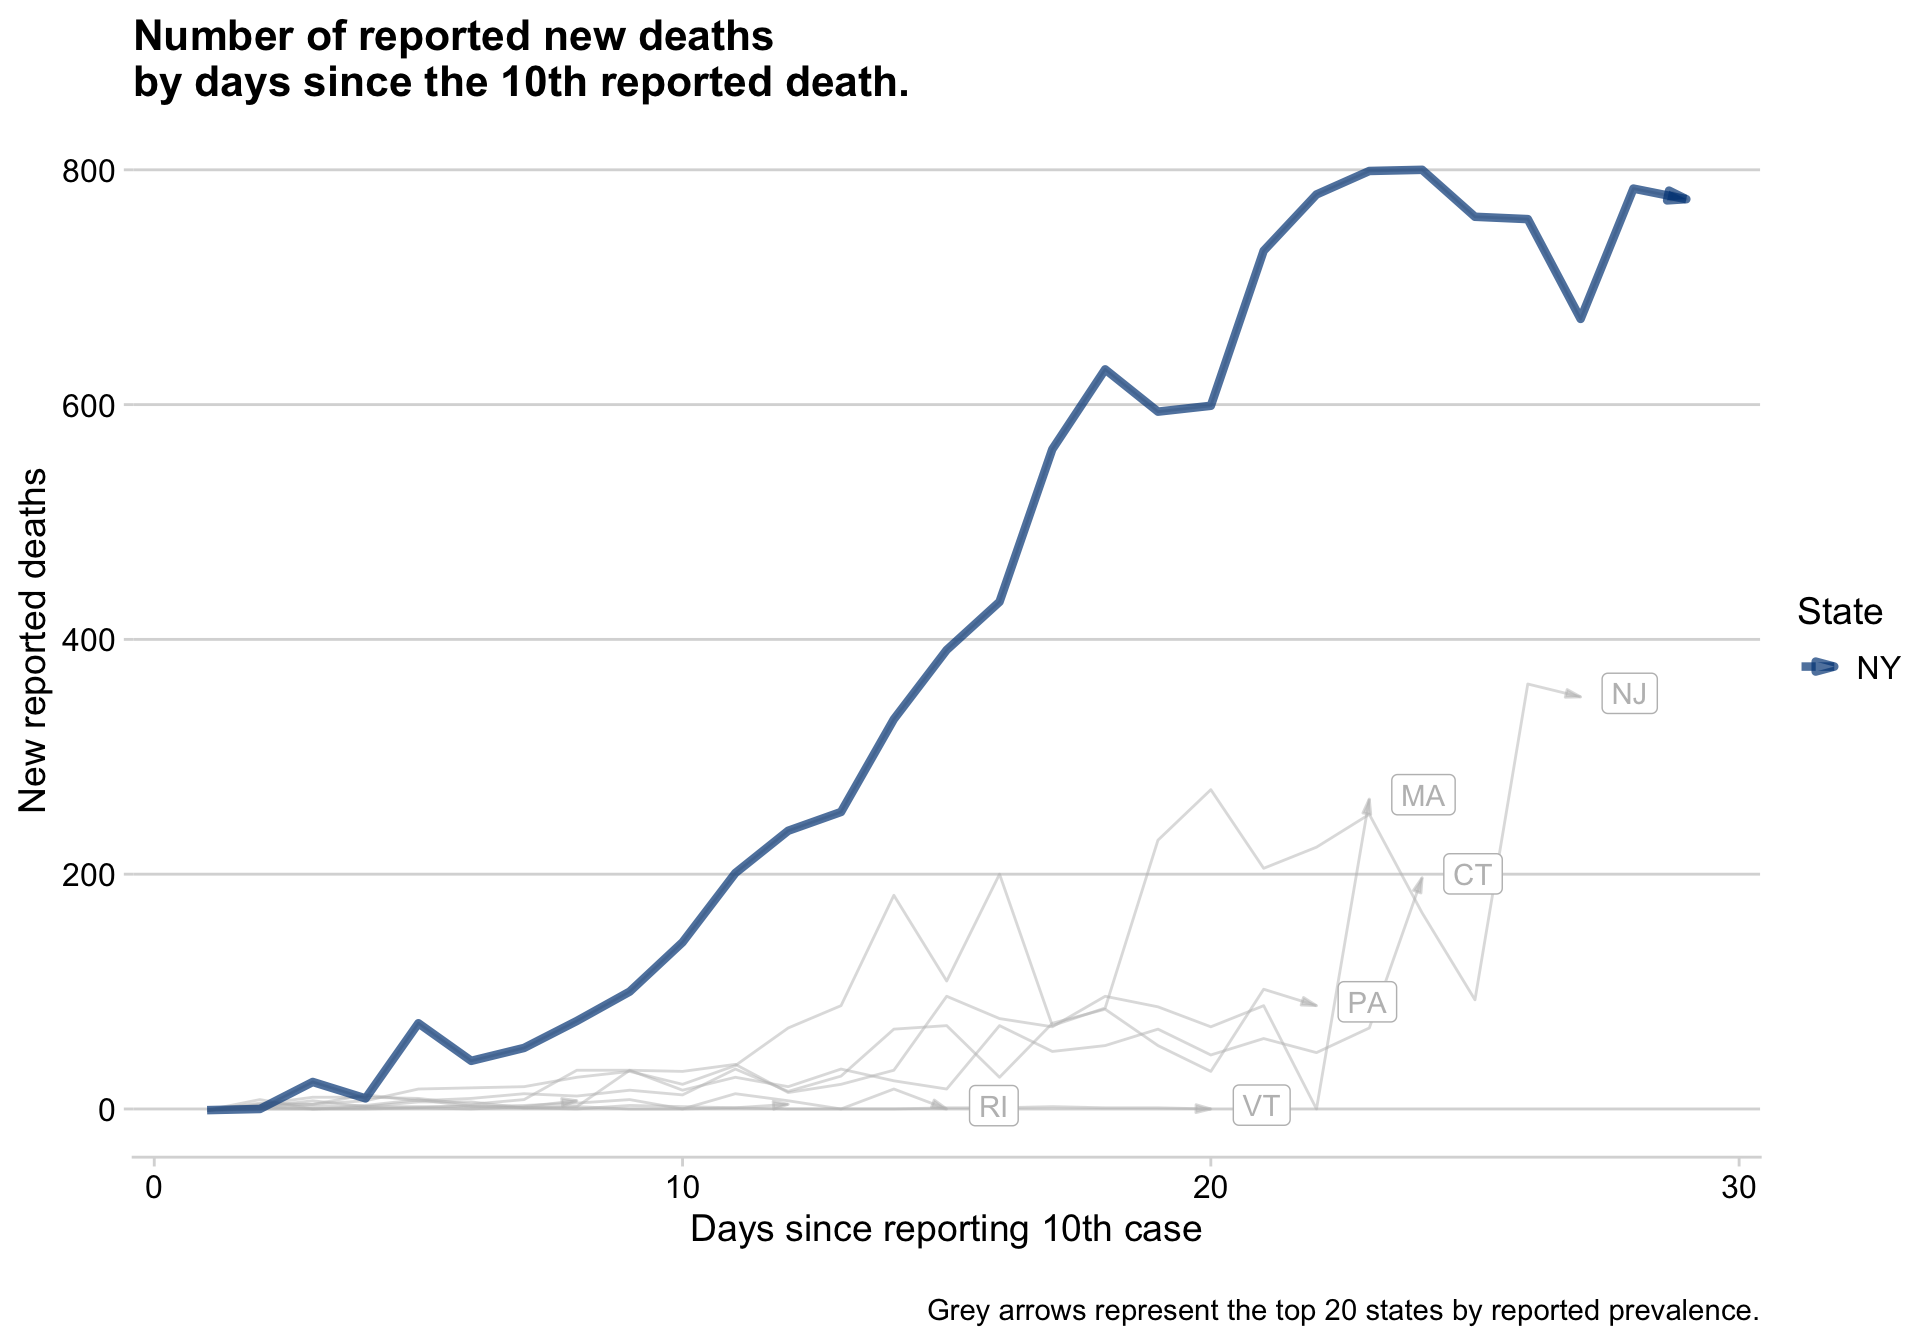 Number of reported new deaths
by days since the 10th reported death.
New reported deaths
800
600
400
200
0
0
10
20
30
Days since reporting 10th case
State
NY
NJ
MA
CT
PA
RI
VT
Grey arrows represent the top 20 states by reported prevalence.